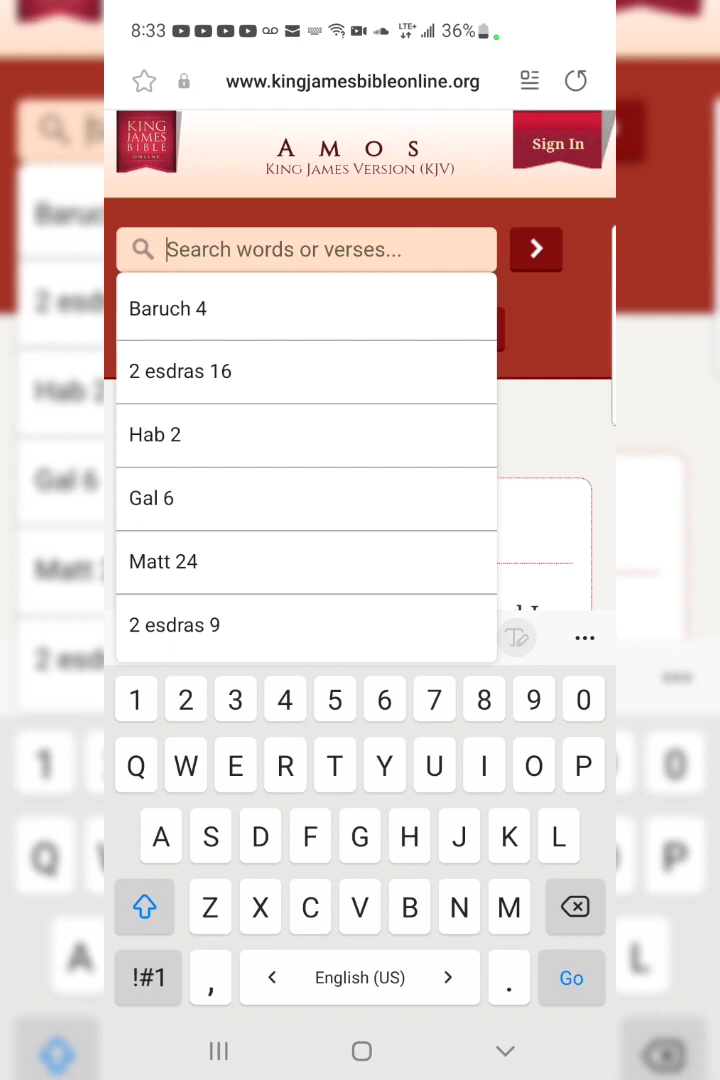 8:33 LTE+ 36%
www.kingjamesbibleonline.org
KING
JAMES
BIBLE
ONLINE
AMOS
KING JAMES VERSION (KJV)
Sign In
Search words or verses...
Baruch 4
2 esdras 16
Hab 2
Gal 6
Matt 24
2 esdras 9
1 2 3 4 5 6 7 8 9 0
Q W E R T Y U I O P
A S D F G H J K L
Z X C V B N M
!#1 , < English (US) > . Go